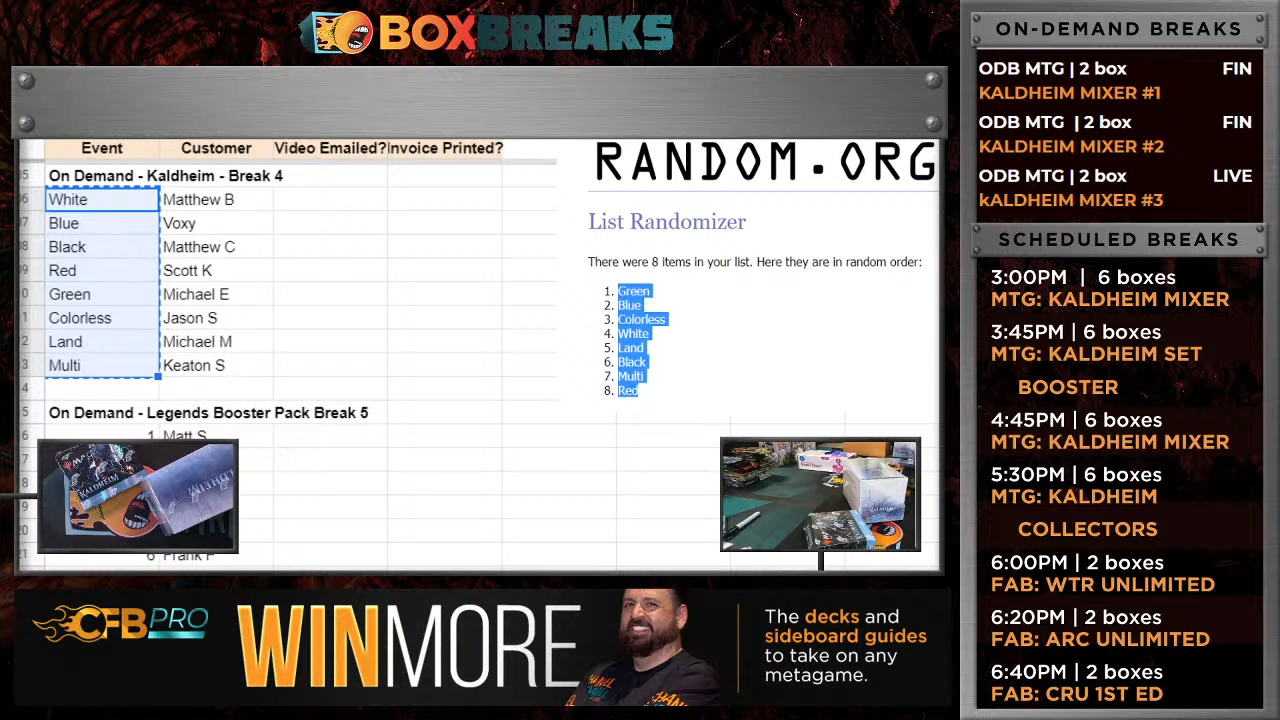 BOXBREAKS
Event Customer Video Emailed? Invoice Printed?
On Demand - Kaldheim - Break 4
White Matthew B
Blue Voxy
Black Matthew C
Red Scott K
Green Michael E
Colorless Jason S
Land Michael M
Multi Keaton S
On Demand - Legends Booster Pack Break 5
1 Matt S
6 Frank F
RANDOM.ORG
List Randomizer
There were 8 items in your list. Here they are in random order:
1. Green
2. Blue
3. Colorless
4. White
5. Land
6. Black
7. Multi
8. Red
KALDHEIM
CFBPRO
WINMORE
The decks and
sideboard guides
to take on any
metagame.
ON-DEMAND BREAKS
ODB MTG | 2 box FIN
KALDHEIM MIXER #1
ODB MTG | 2 box FIN
KALDHEIM MIXER #2
ODB MTG | 2 box LIVE
kALDHEIM MIXER #3
SCHEDULED BREAKS
3:00PM | 6 boxes
MTG: KALDHEIM MIXER
3:45PM | 6 boxes
MTG: KALDHEIM SET
BOOSTER
4:45PM | 6 boxes
MTG: KALDHEIM MIXER
5:30PM | 6 boxes
MTG: KALDHEIM
COLLECTORS
6:00PM | 2 boxes
FAB: WTR UNLIMITED
6:20PM | 2 boxes
FAB: ARC UNLIMITED
6:40PM | 2 boxes
FAB: CRU 1ST ED